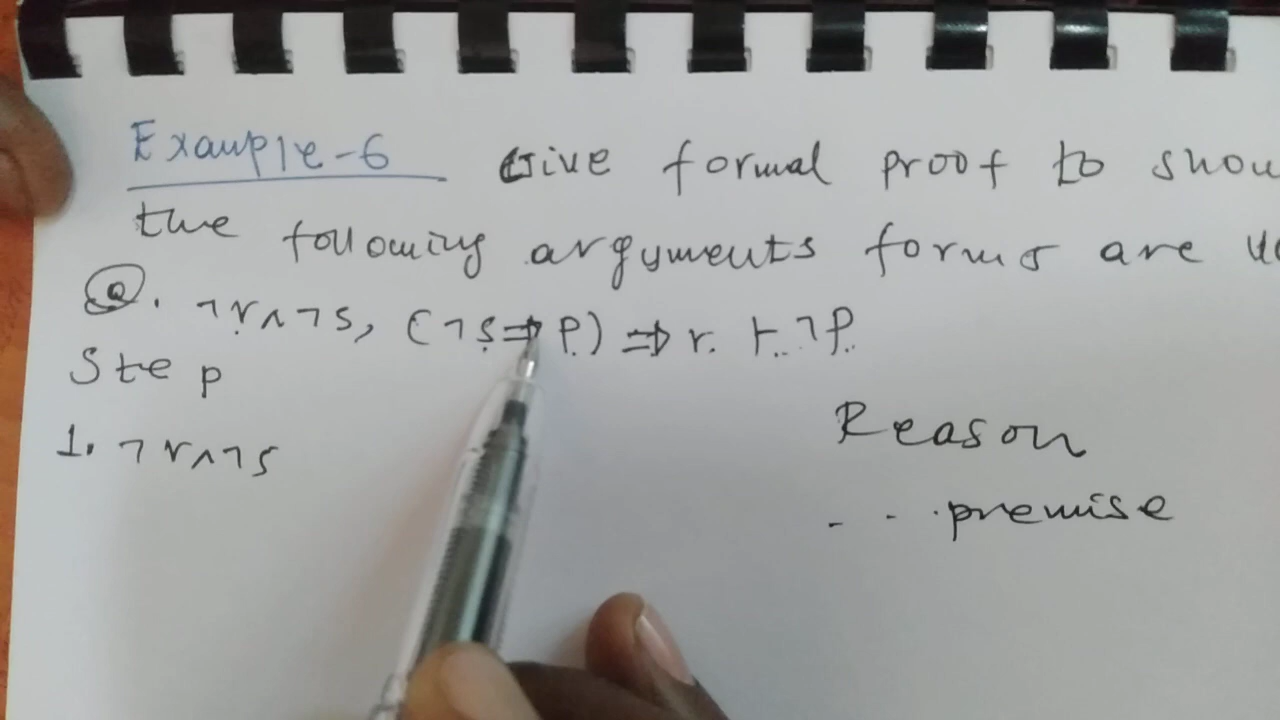 Example-6 Give formal proof to show
the following arguments forms are
a. ¬r∧¬s, (¬s⇒p)⇒r. ⊢ ¬p.
Step
Reason
1. ¬r∧¬s
- - . premise